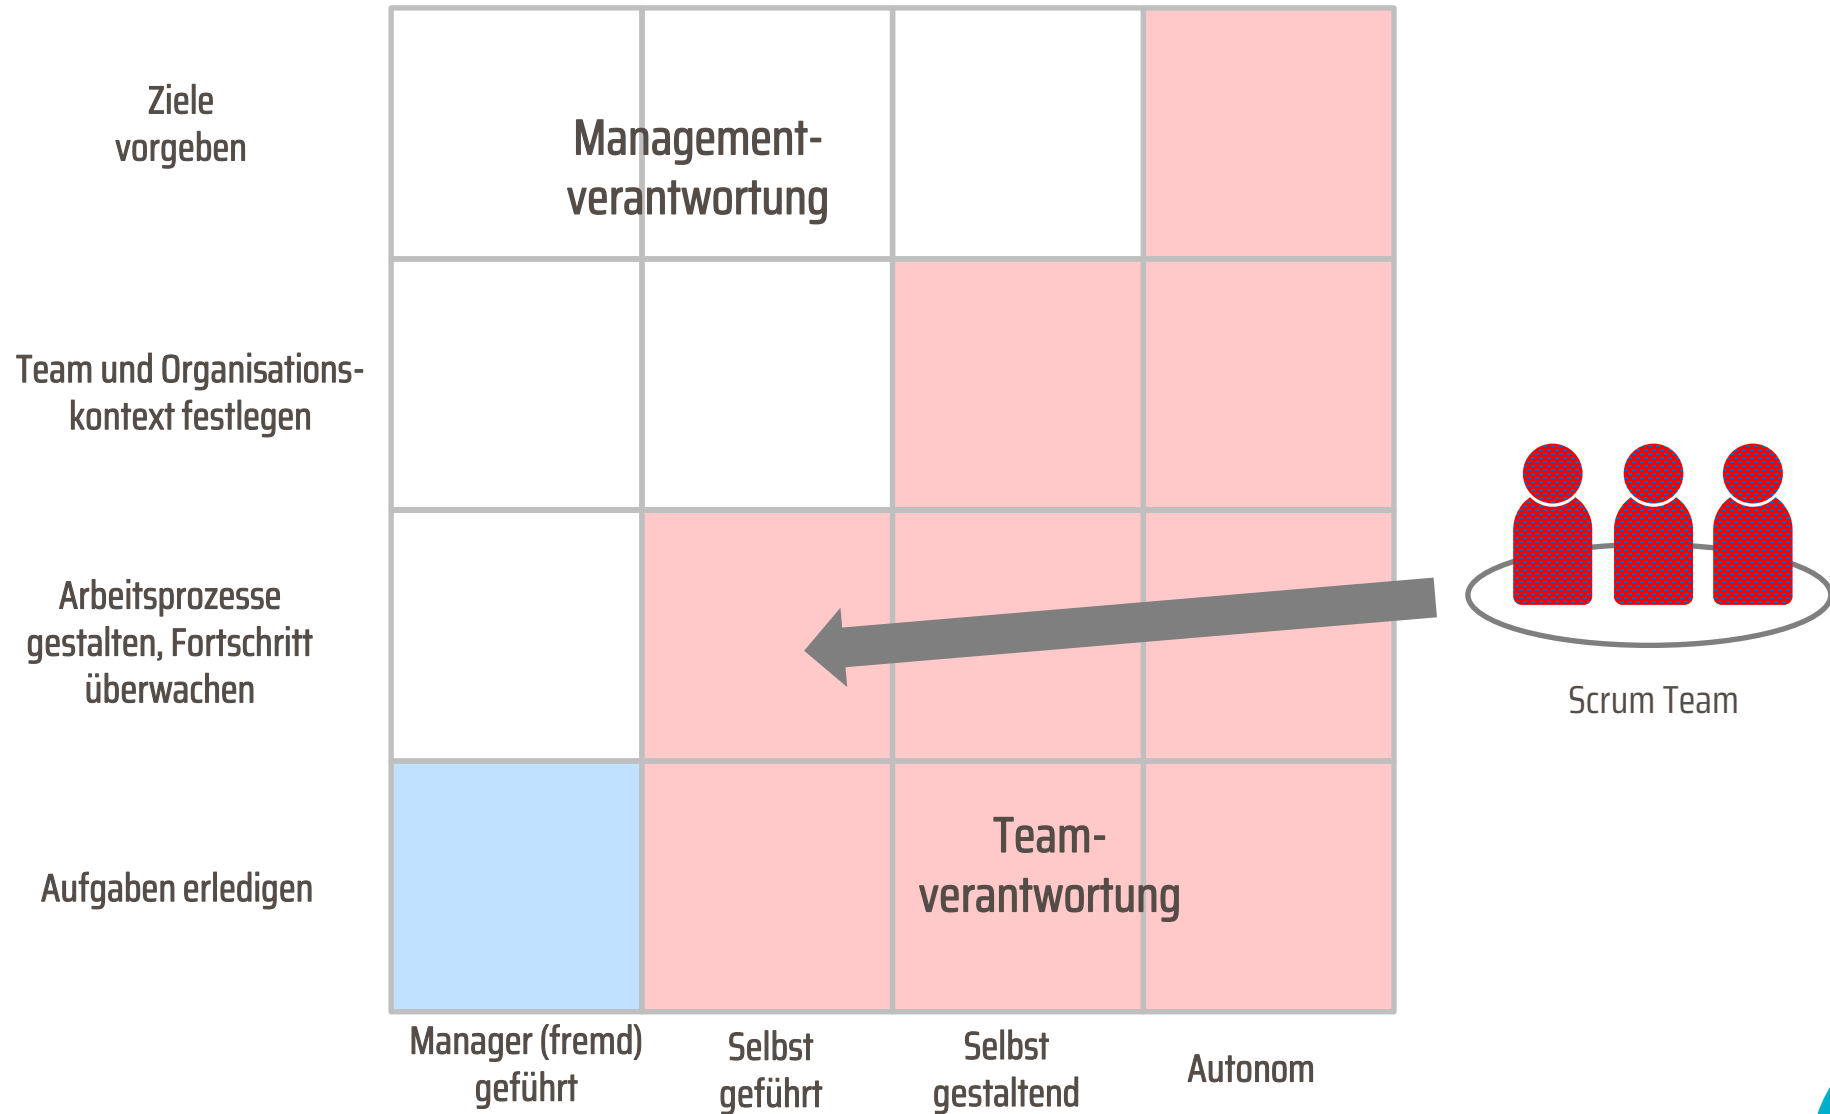 Ziele
vorgeben
Management-
verantwortung
Team und Organisations-
kontext festlegen
Arbeitsprozesse
gestalten, Fortschritt
überwachen
Scrum Team
Aufgaben erledigen
Team-
verantwortung
Manager (fremd)
geführt
Selbst
geführt
Selbst
gestaltend
Autonom